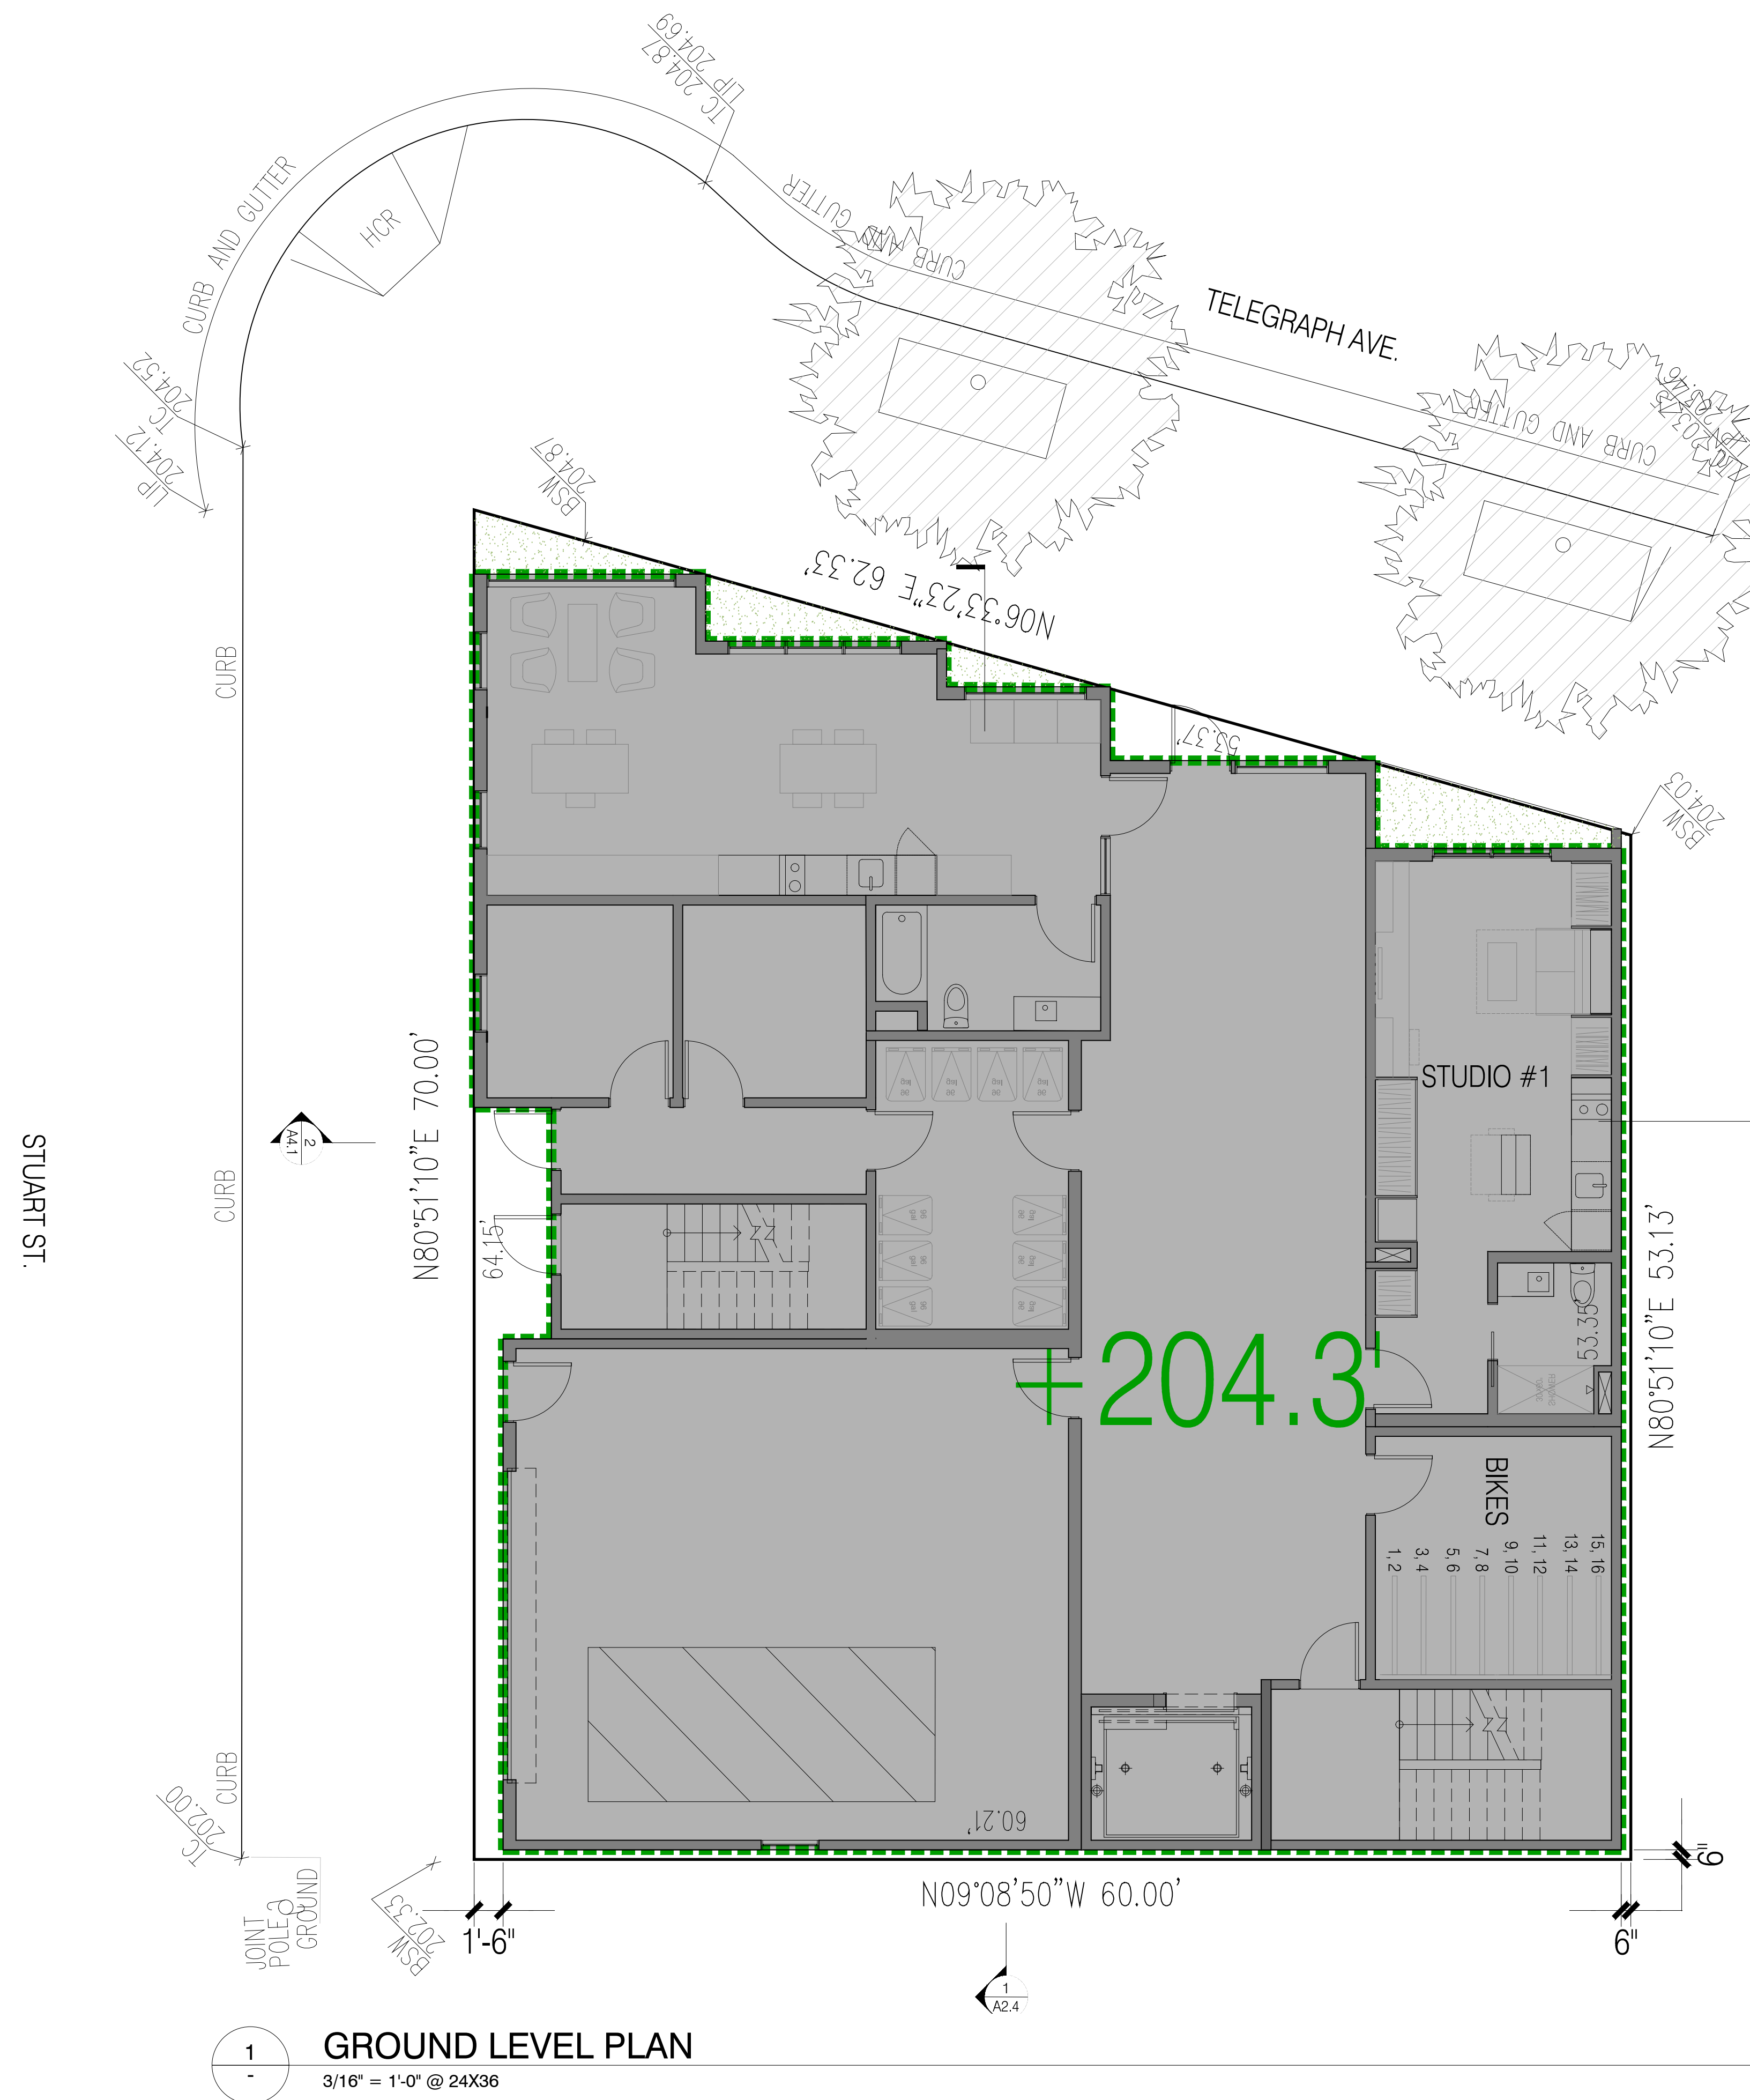 TC 204.87
LIP 204.69
CURB AND GUTTER
HCR
CURB AND GUTTER
TELEGRAPH AVE.
TC 204.52
LIP 204.12
CURB AND GUTTER
BSW
204.87
N06°33'23"E 62.33'
53.37'
BSW
204.03
CURB
CURB
CURB
STUART ST.
2
A4.1
N80°51'10"E 70.00'
64.15'
STUDIO #1
N80°51'10"E 53.13'
53.35'
SHOWER
+204.3'
BIKES
1, 2
3, 4
5, 6
7, 8
9, 10
11, 12
13, 14
15, 16
60.21'
TC
202.00
JOINT
POLE
GROUND
BSW
202.33
N09°08'50"W 60.00'
1'-6"
6"
6"
1
A2.4
1
-
GROUND LEVEL PLAN
3/16" = 1'-0" @ 24X36